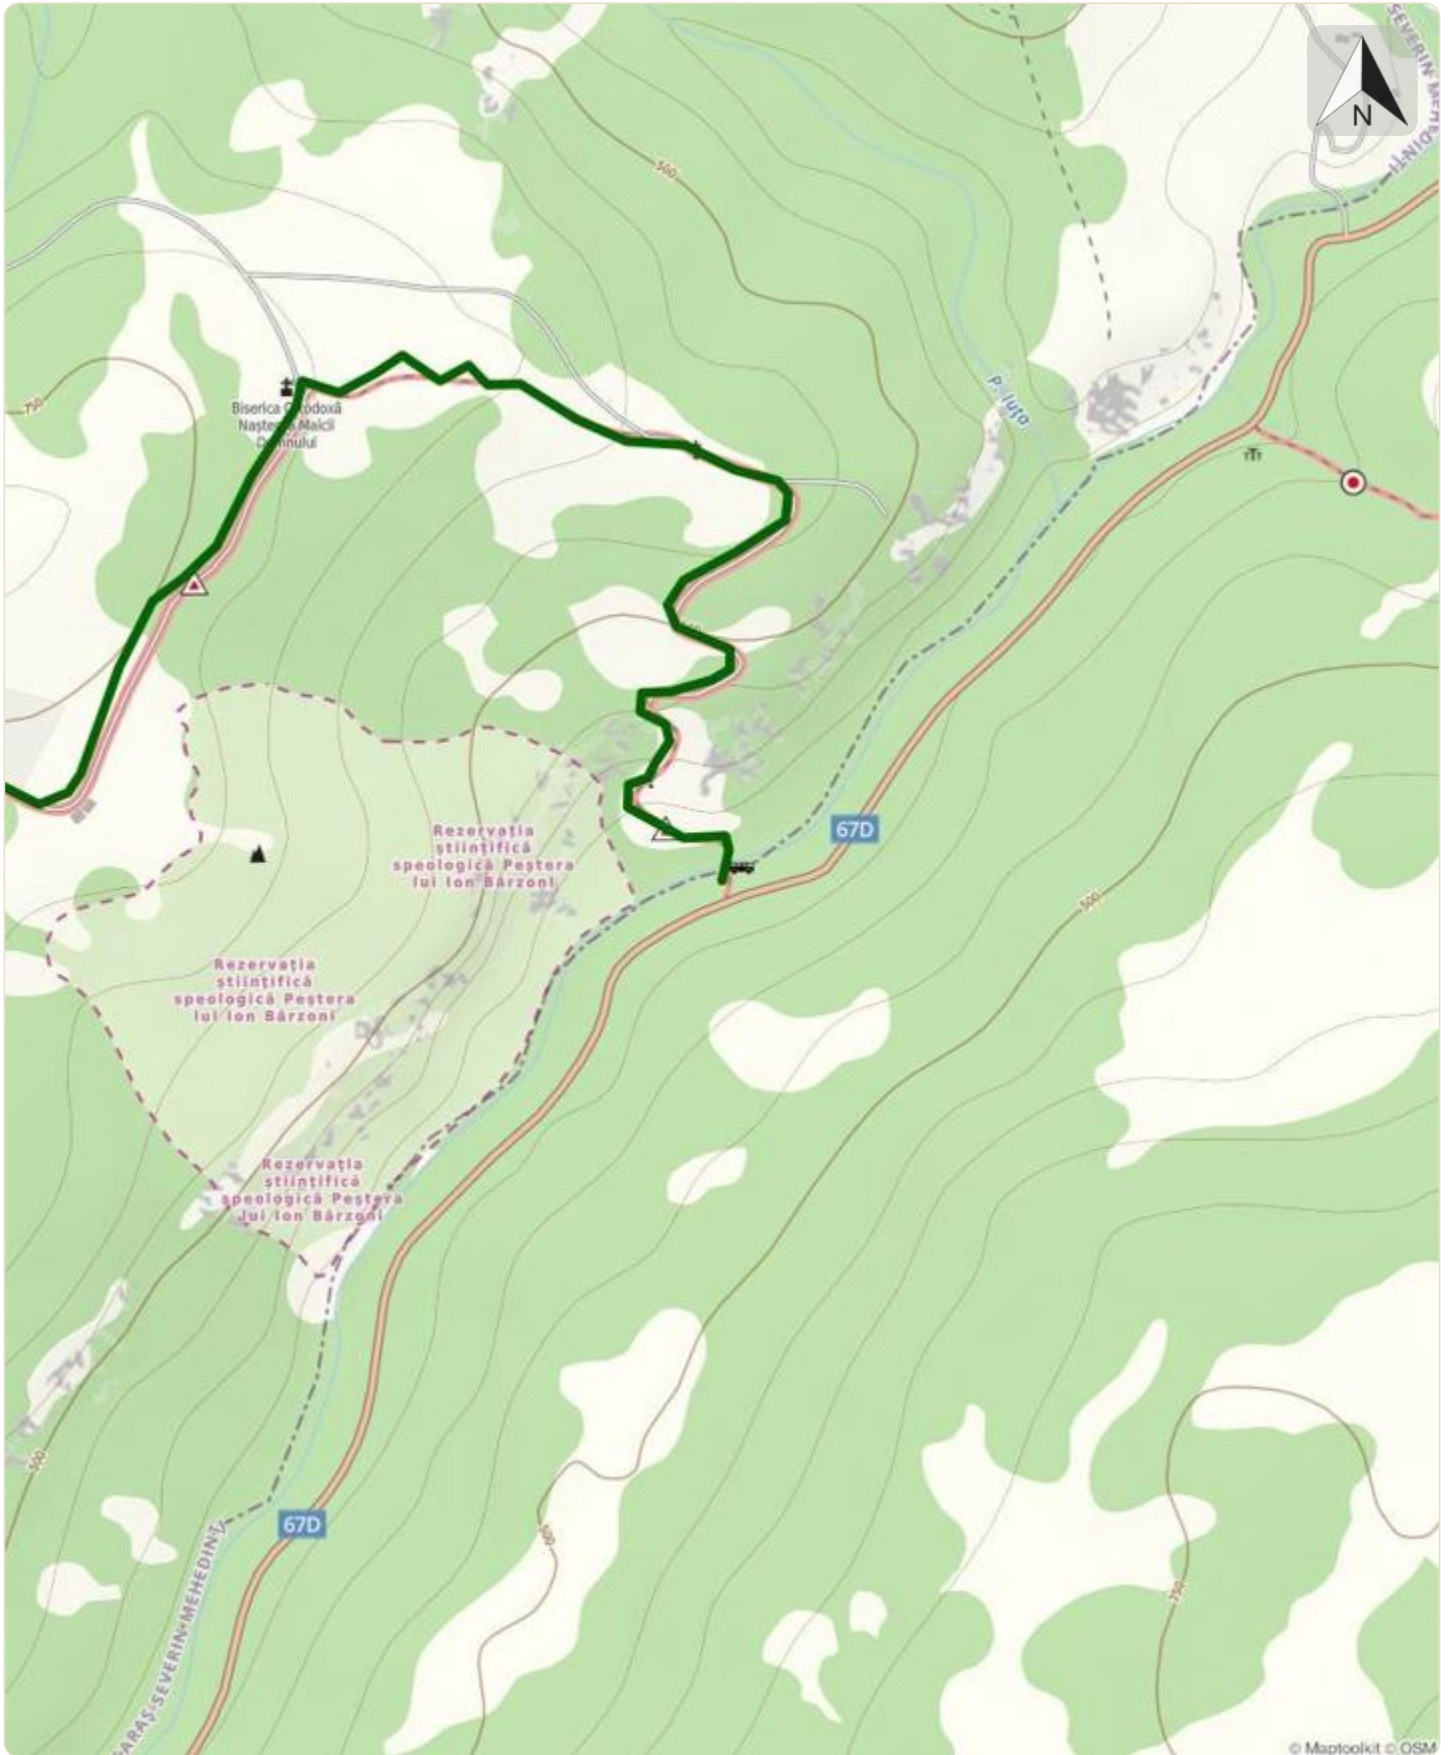 SEVERIN-MEHEDINȚI
N
500
P. Iuța
750
Biserica Ortodoxă
Nașterea Maicii
Domnului
67D
Rezervația
științifică
speologică Peștera
lui Ion Bârzoni
500
Rezervația
științifică
speologică Peștera
lui Ion Bârzoni
Rezervația
științifică
speologică Peștera
lui Ion Bârzoni
500
67D
500
750
CARAȘ-SEVERIN-MEHEDINȚI
© Maptoolkit © OSM